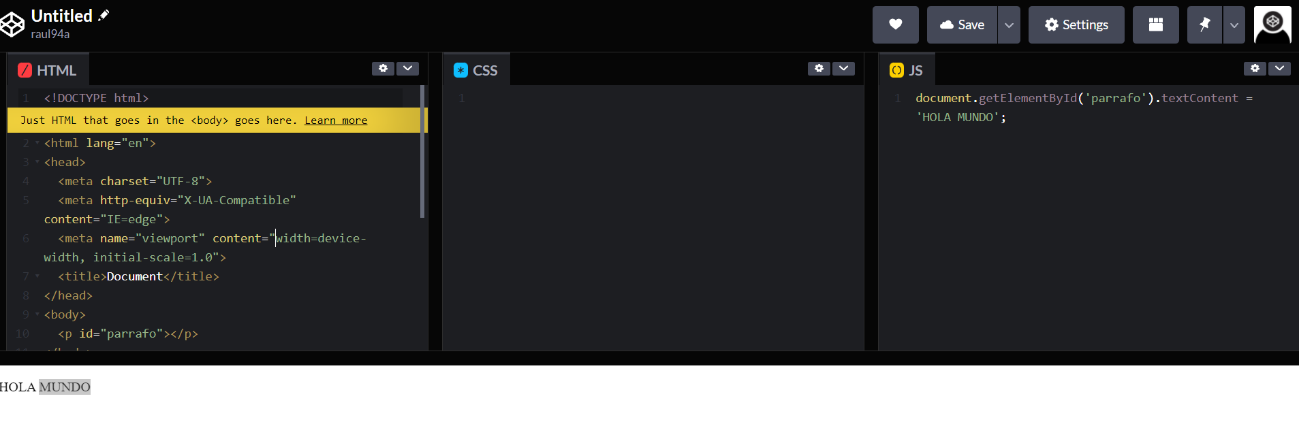 Untitled
raul94a
Save
Settings
HTML
CSS
JS
1 <!DOCTYPE html>
Just HTML that goes in the <body> goes here. Learn more
2 <html lang="en">
3 <head>
4 <meta charset="UTF-8">
5 <meta http-equiv="X-UA-Compatible"
content="IE=edge">
6 <meta name="viewport" content="width=device-
width, initial-scale=1.0">
7 <title>Document</title>
8 </head>
9 <body>
10 <p id="parrafo"></p>
1
1 document.getElementById('parrafo').textContent =
'HOLA MUNDO';
HOLA MUNDO